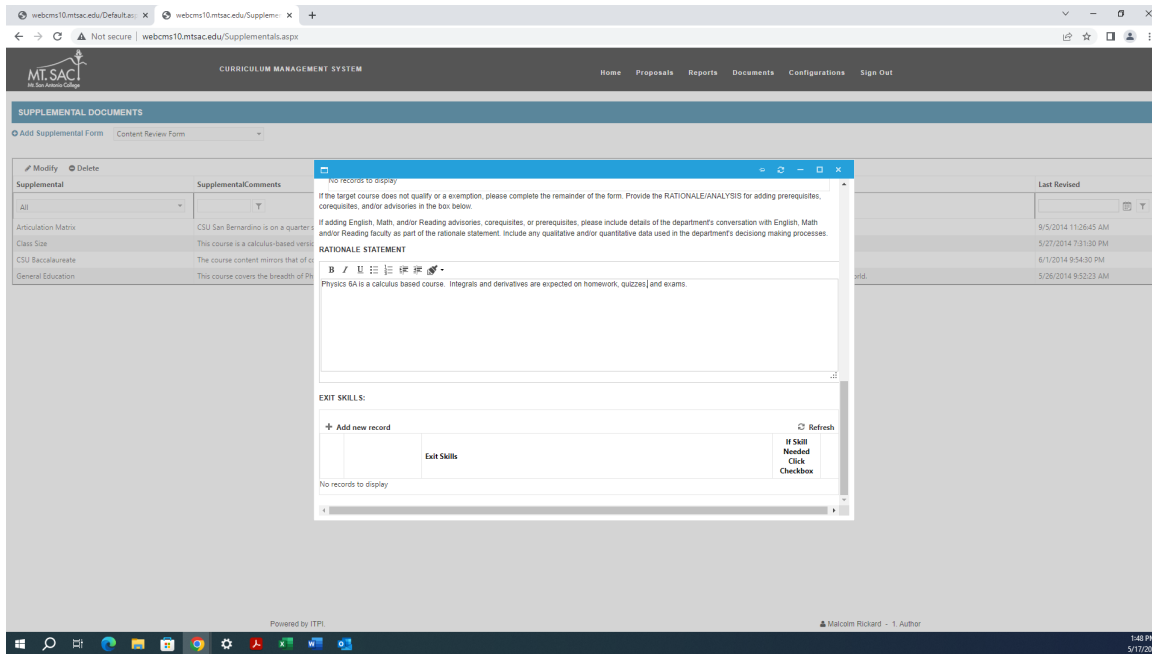 webcms10.mtsac.edu/Default.as
webcms10.mtsac.edu/Suppleme
Not secure | webcms10.mtsac.edu/Supplementals.aspx
MT. SAC
Mt. San Antonio College
CURRICULUM MANAGEMENT SYSTEM
Home Proposals Reports Documents Configurations Sign Out
SUPPLEMENTAL DOCUMENTS
Add Supplemental Form Content Review Form
Modify Delete
Supplemental SupplementalComments Last Revised
All
Articulation Matrix CSU San Bernardino is on a quarter s 9/5/2014 11:26:45 AM
Class Size This course is a calculus-based versio 5/27/2014 7:31:30 PM
CSU Baccalaureate The course content mirrors that of co 6/1/2014 9:54:30 PM
General Education This course covers the breadth of Ph orld. 5/26/2014 9:52:23 AM
No records to display
If the target course does not qualify or a exemption, please complete the remainder of the form. Provide the RATIONALE/ANALYSIS for adding prerequisites,
corequisites, and/or advisories in the box below.
If adding English, Math, and/or Reading advisories, corequisites, or prerequisites, please include details of the department's conversation with English, Math
and/or Reading faculty as part of the rationale statement. Include any qualitative and/or quantitative data used in the department's decisiong making processes.
RATIONALE STATEMENT
B I U
Physics 6A is a calculus based course. Integrals and derivatives are expected on homework, quizzes, and exams.
EXIT SKILLS:
Add new record Refresh
Exit Skills
If Skill
Needed
Click
Checkbox
No records to display
Powered by ITPI.
Malcolm Rickard - 1. Author
1:48 PM
5/17/20